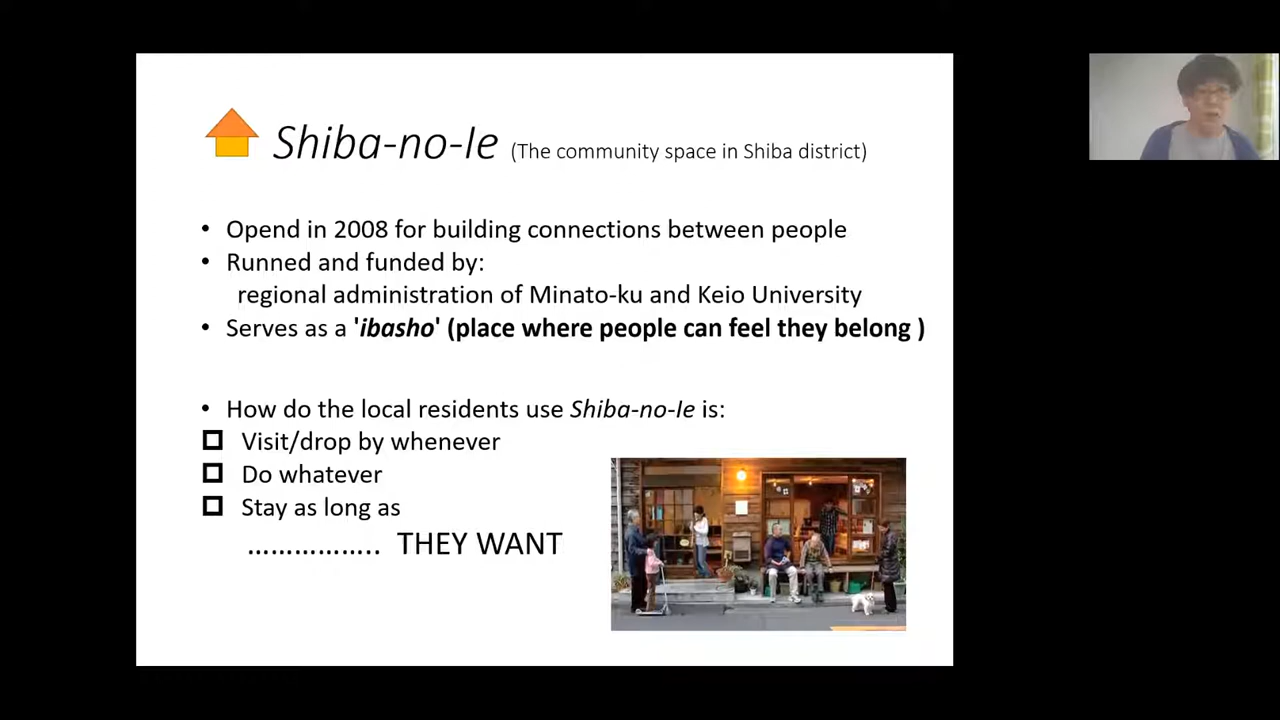 Shiba-no-Ie (The community space in Shiba district)
• Opend in 2008 for building connections between people
• Runned and funded by:
regional administration of Minato-ku and Keio University
• Serves as a 'ibasho' (place where people can feel they belong )
• How do the local residents use Shiba-no-Ie is:
Visit/drop by whenever
Do whatever
Stay as long as
…………….. THEY WANT